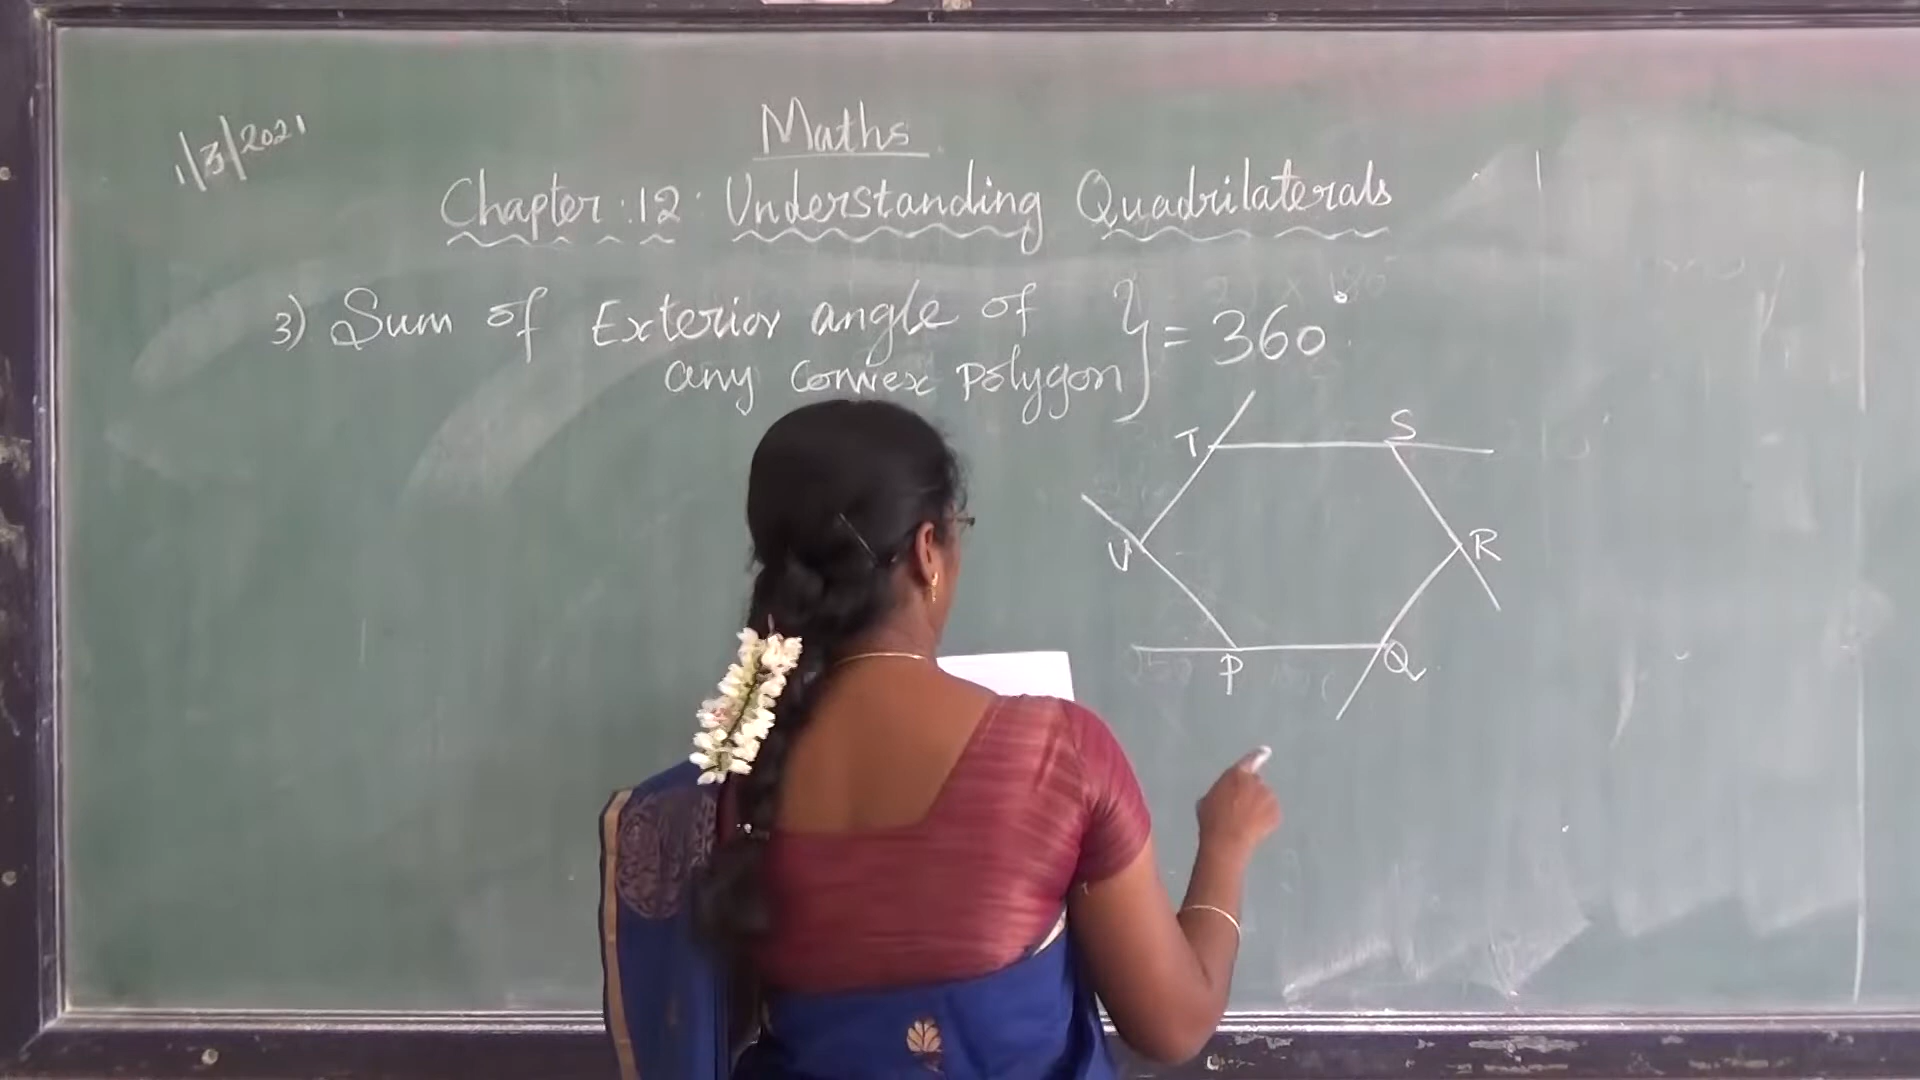 1/3/2021
Maths
Chapter : 12 : Understanding Quadrilaterals
3) Sum of Exterior angle of
any convex polygon } = 360°
T S
U R
P Q